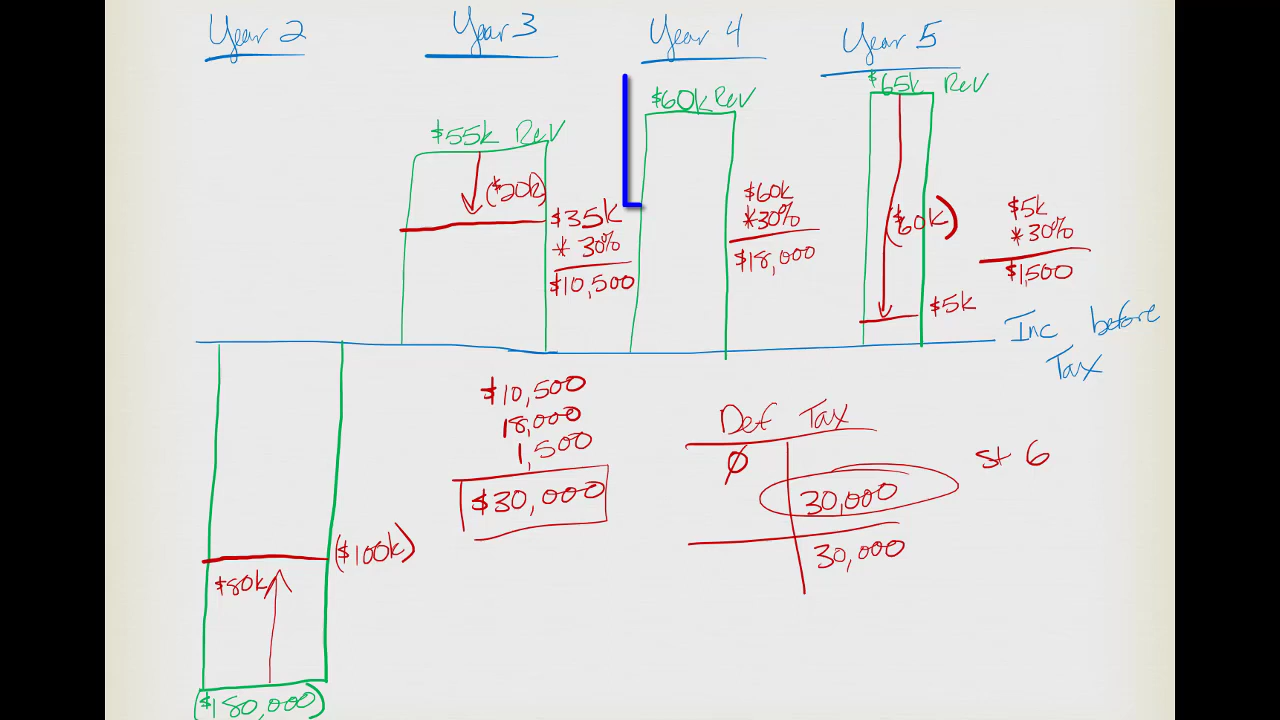 Year 2
Year 3
Year 4
Year 5
$55k Rev
($20k)
$35k
* 30%
$10,500
$60k Rev
$60k
*30%
$18,000
$65k Rev
($60k)
$5k
$5k
*30%
$1,500
Inc before
Tax
($100k)
$80k
($180,000)
$10,500
18,000
1,500
$30,000
Def Tax
Ø
30,000
30,000
St 6